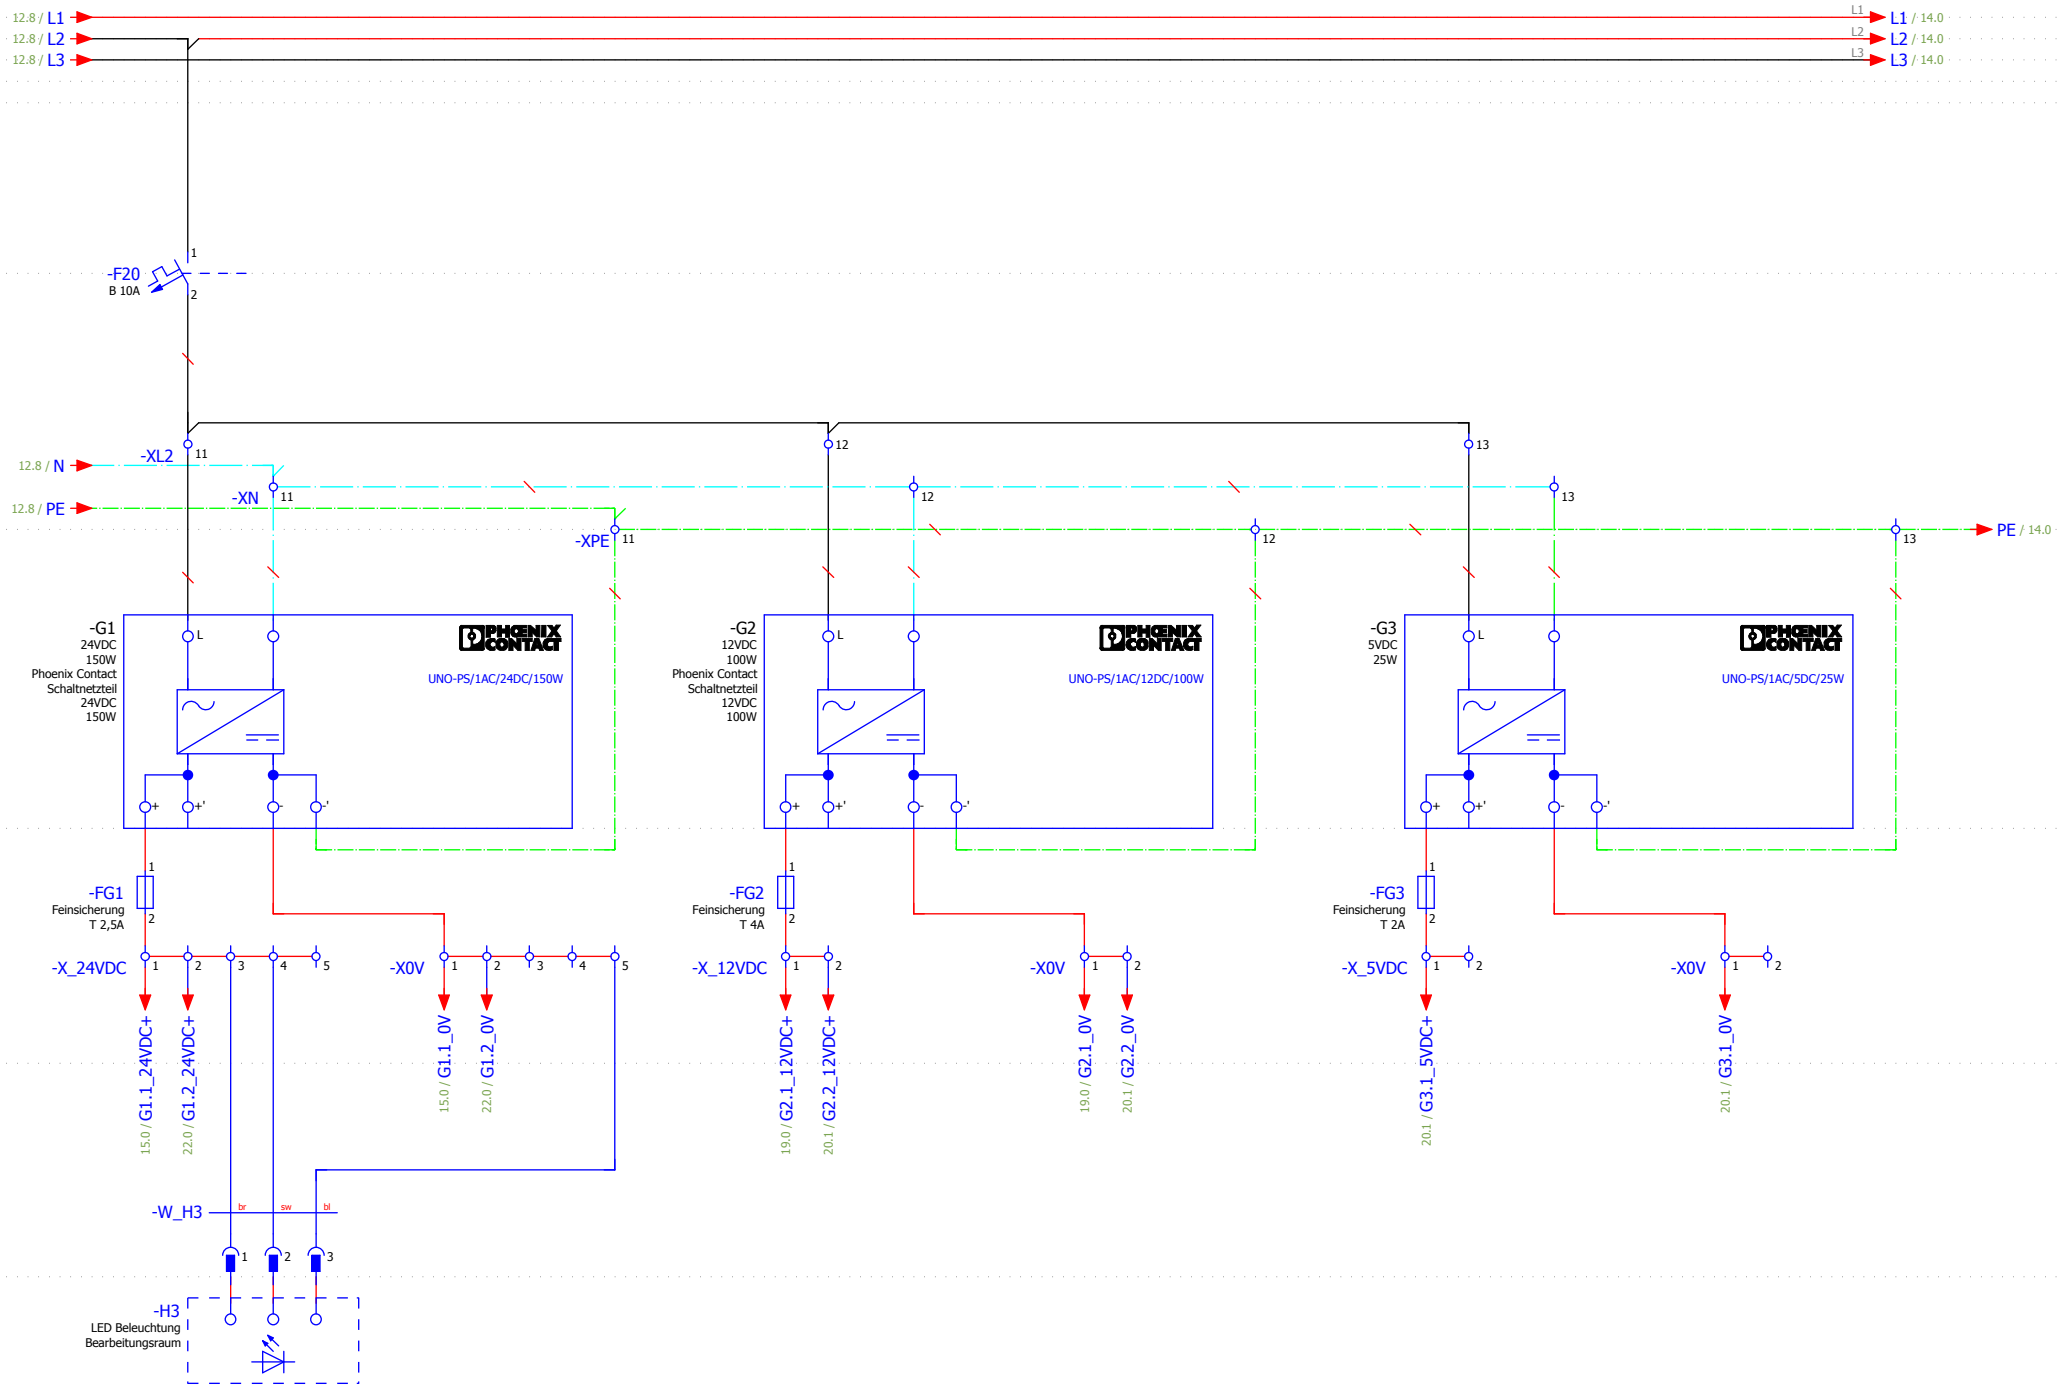 12.8 / L1
L1
L1 / 14.0
12.8 / L2
L2
L2 / 14.0
12.8 / L3
L3
L3 / 14.0
1
-F20
B 10A
2
-XL2
11
12
13
12.8 / N
-XN
11
12
13
12.8 / PE
-XPE
11
12
13
PE / 14.0
-G1
24VDC
150W
Phoenix Contact
Schaltnetzteil
24VDC
150W
L
PHŒNIX
CONTACT
UNO-PS/1AC/24DC/150W
+
+'
-
-'
-G2
12VDC
100W
Phoenix Contact
Schaltnetzteil
12VDC
100W
L
PHŒNIX
CONTACT
UNO-PS/1AC/12DC/100W
+
+'
-
-'
-G3
5VDC
25W
L
PHŒNIX
CONTACT
UNO-PS/1AC/5DC/25W
+
+'
-
-'
1
-FG1
Feinsicherung
T 2,5A
2
1
-FG2
Feinsicherung
T 4A
2
1
-FG3
Feinsicherung
T 2A
2
-X_24VDC
1
2
3
4
5
-X0V
1
2
3
4
5
-X_12VDC
1
2
-X0V
1
2
-X_5VDC
1
2
-X0V
1
2
15.0 / G1.1_24VDC+
22.0 / G1.2_24VDC+
15.0 / G1.1_0V
22.0 / G1.2_0V
19.0 / G2.1_12VDC+
20.1 / G2.2_12VDC+
19.0 / G2.1_0V
20.1 / G2.2_0V
20.1 / G3.1_5VDC+
20.1 / G3.1_0V
-W_H3
br
sw
bl
1
2
3
-H3
LED Beleuchtung
Bearbeitungsraum